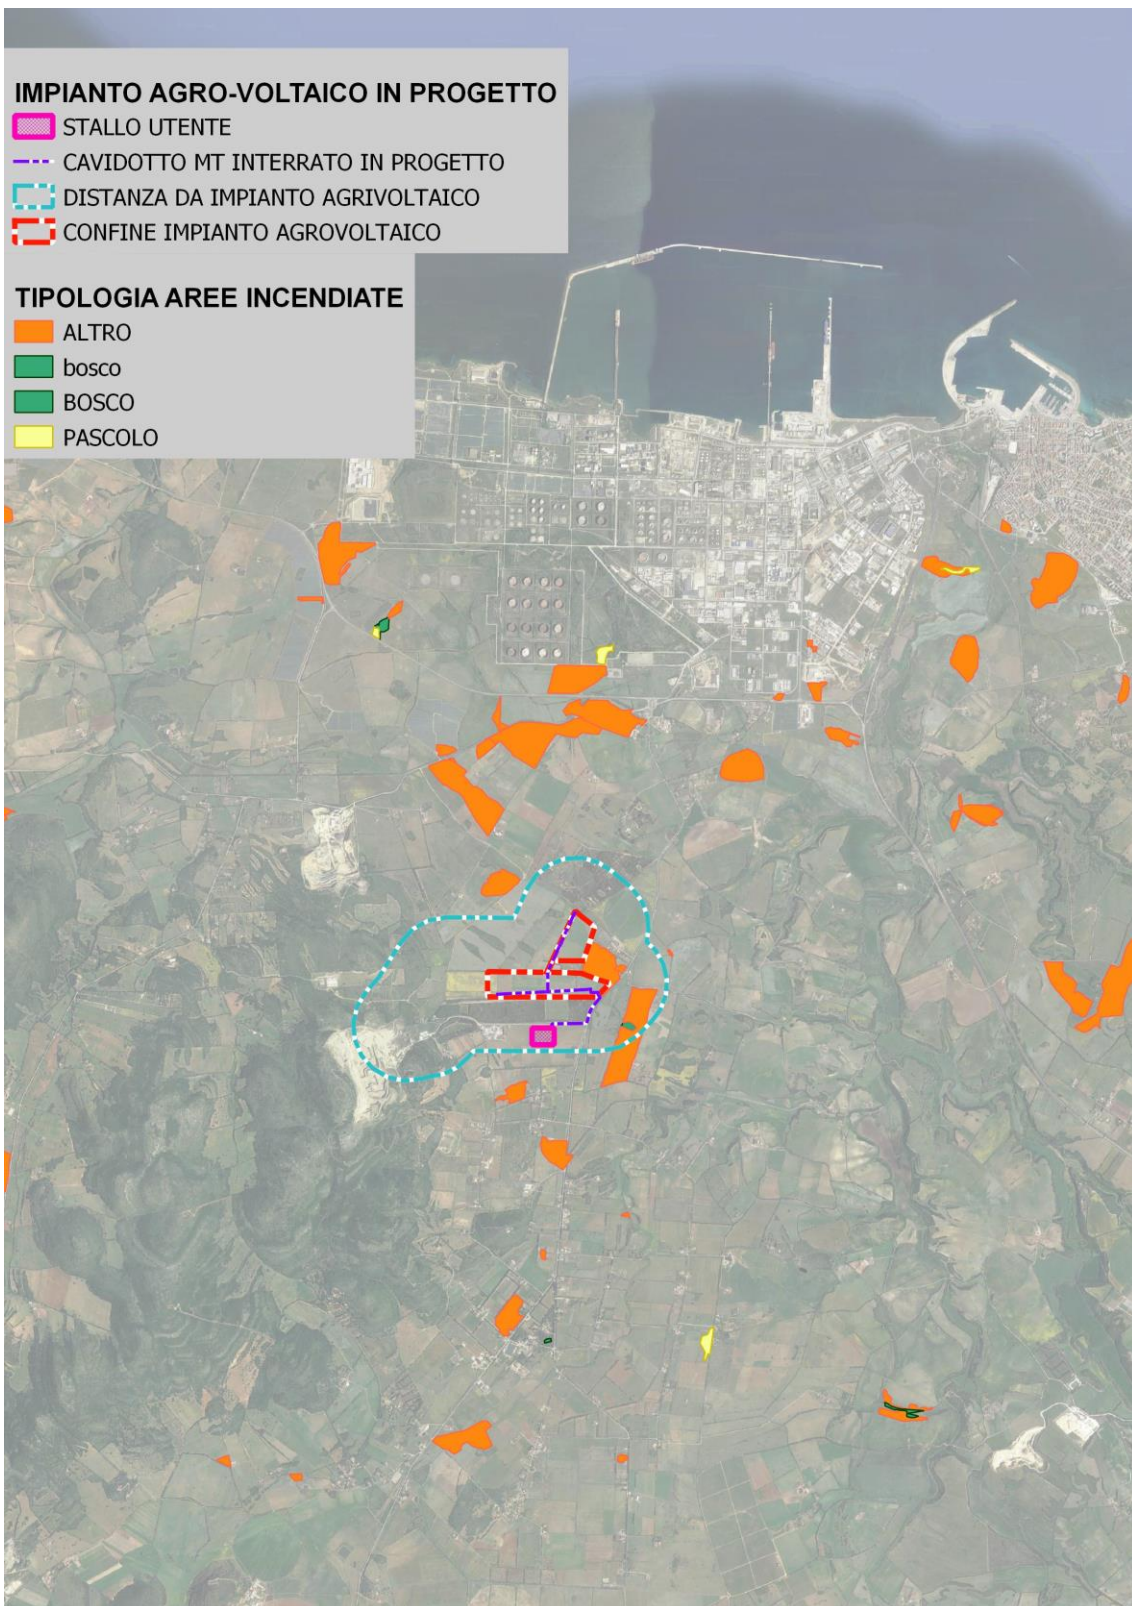 IMPIANTO AGRO-VOLTAICO IN PROGETTO
STALLO UTENTE
CAVIDOTTO MT INTERRATO IN PROGETTO
DISTANZA DA IMPIANTO AGRIVOLTAICO
CONFINE IMPIANTO AGROVOLTAICO
TIPOLOGIA AREE INCENDIATE
ALTRO
bosco
BOSCO
PASCOLO